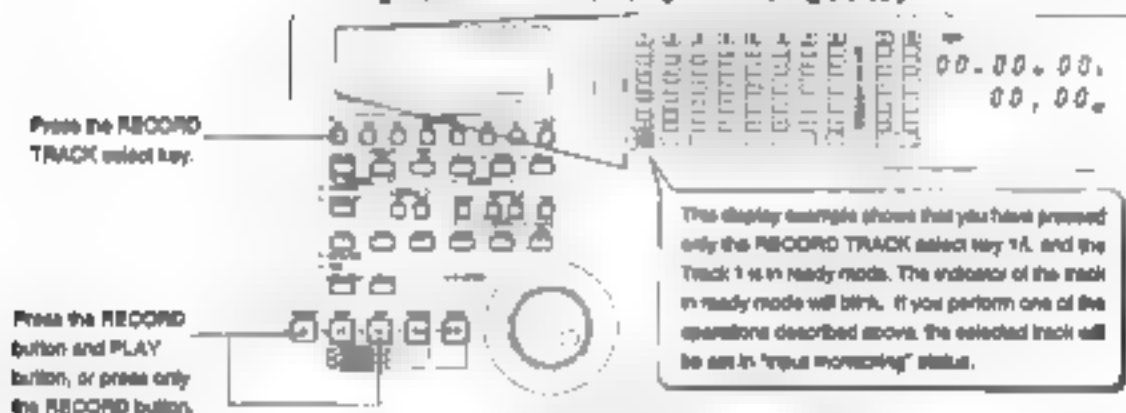 00.00.00.
00,00
Press the RECORD
TRACK select key.
This display example shows that you have pressed
only the RECORD TRACK select key 1/L and the
Track 1 is in ready mode. The indicator of the track
in ready mode will blink. If you perform one of the
operations described above, the selected track will
be set in "input monitoring" status.
Press the RECORD
button and PLAY
button, or press only
the RECORD button.